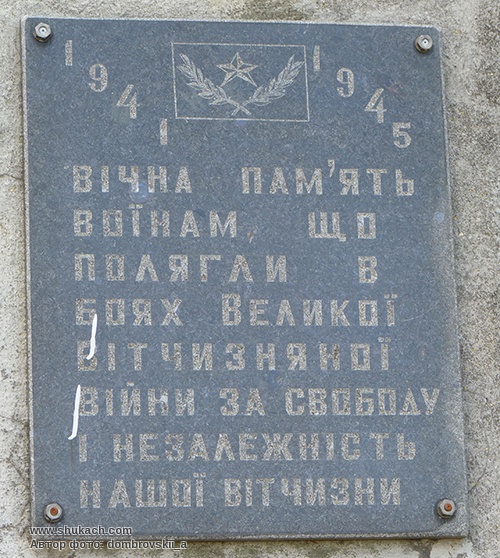 1941 1945
ВІЧНА ПАМ'ЯТЬ
ВОЇНАМ, ЩО
ПОЛЯГЛИ В
БОЯХ ВЕЛИКОЇ
ВІТЧИЗНЯНОЇ
ВІЙНИ ЗА СВОБОДУ
І НЕЗАЛЕЖНІСТЬ
НАШОЇ ВІТЧИЗНИ
www.shukach.com
Автор фото: dombrovskii_a